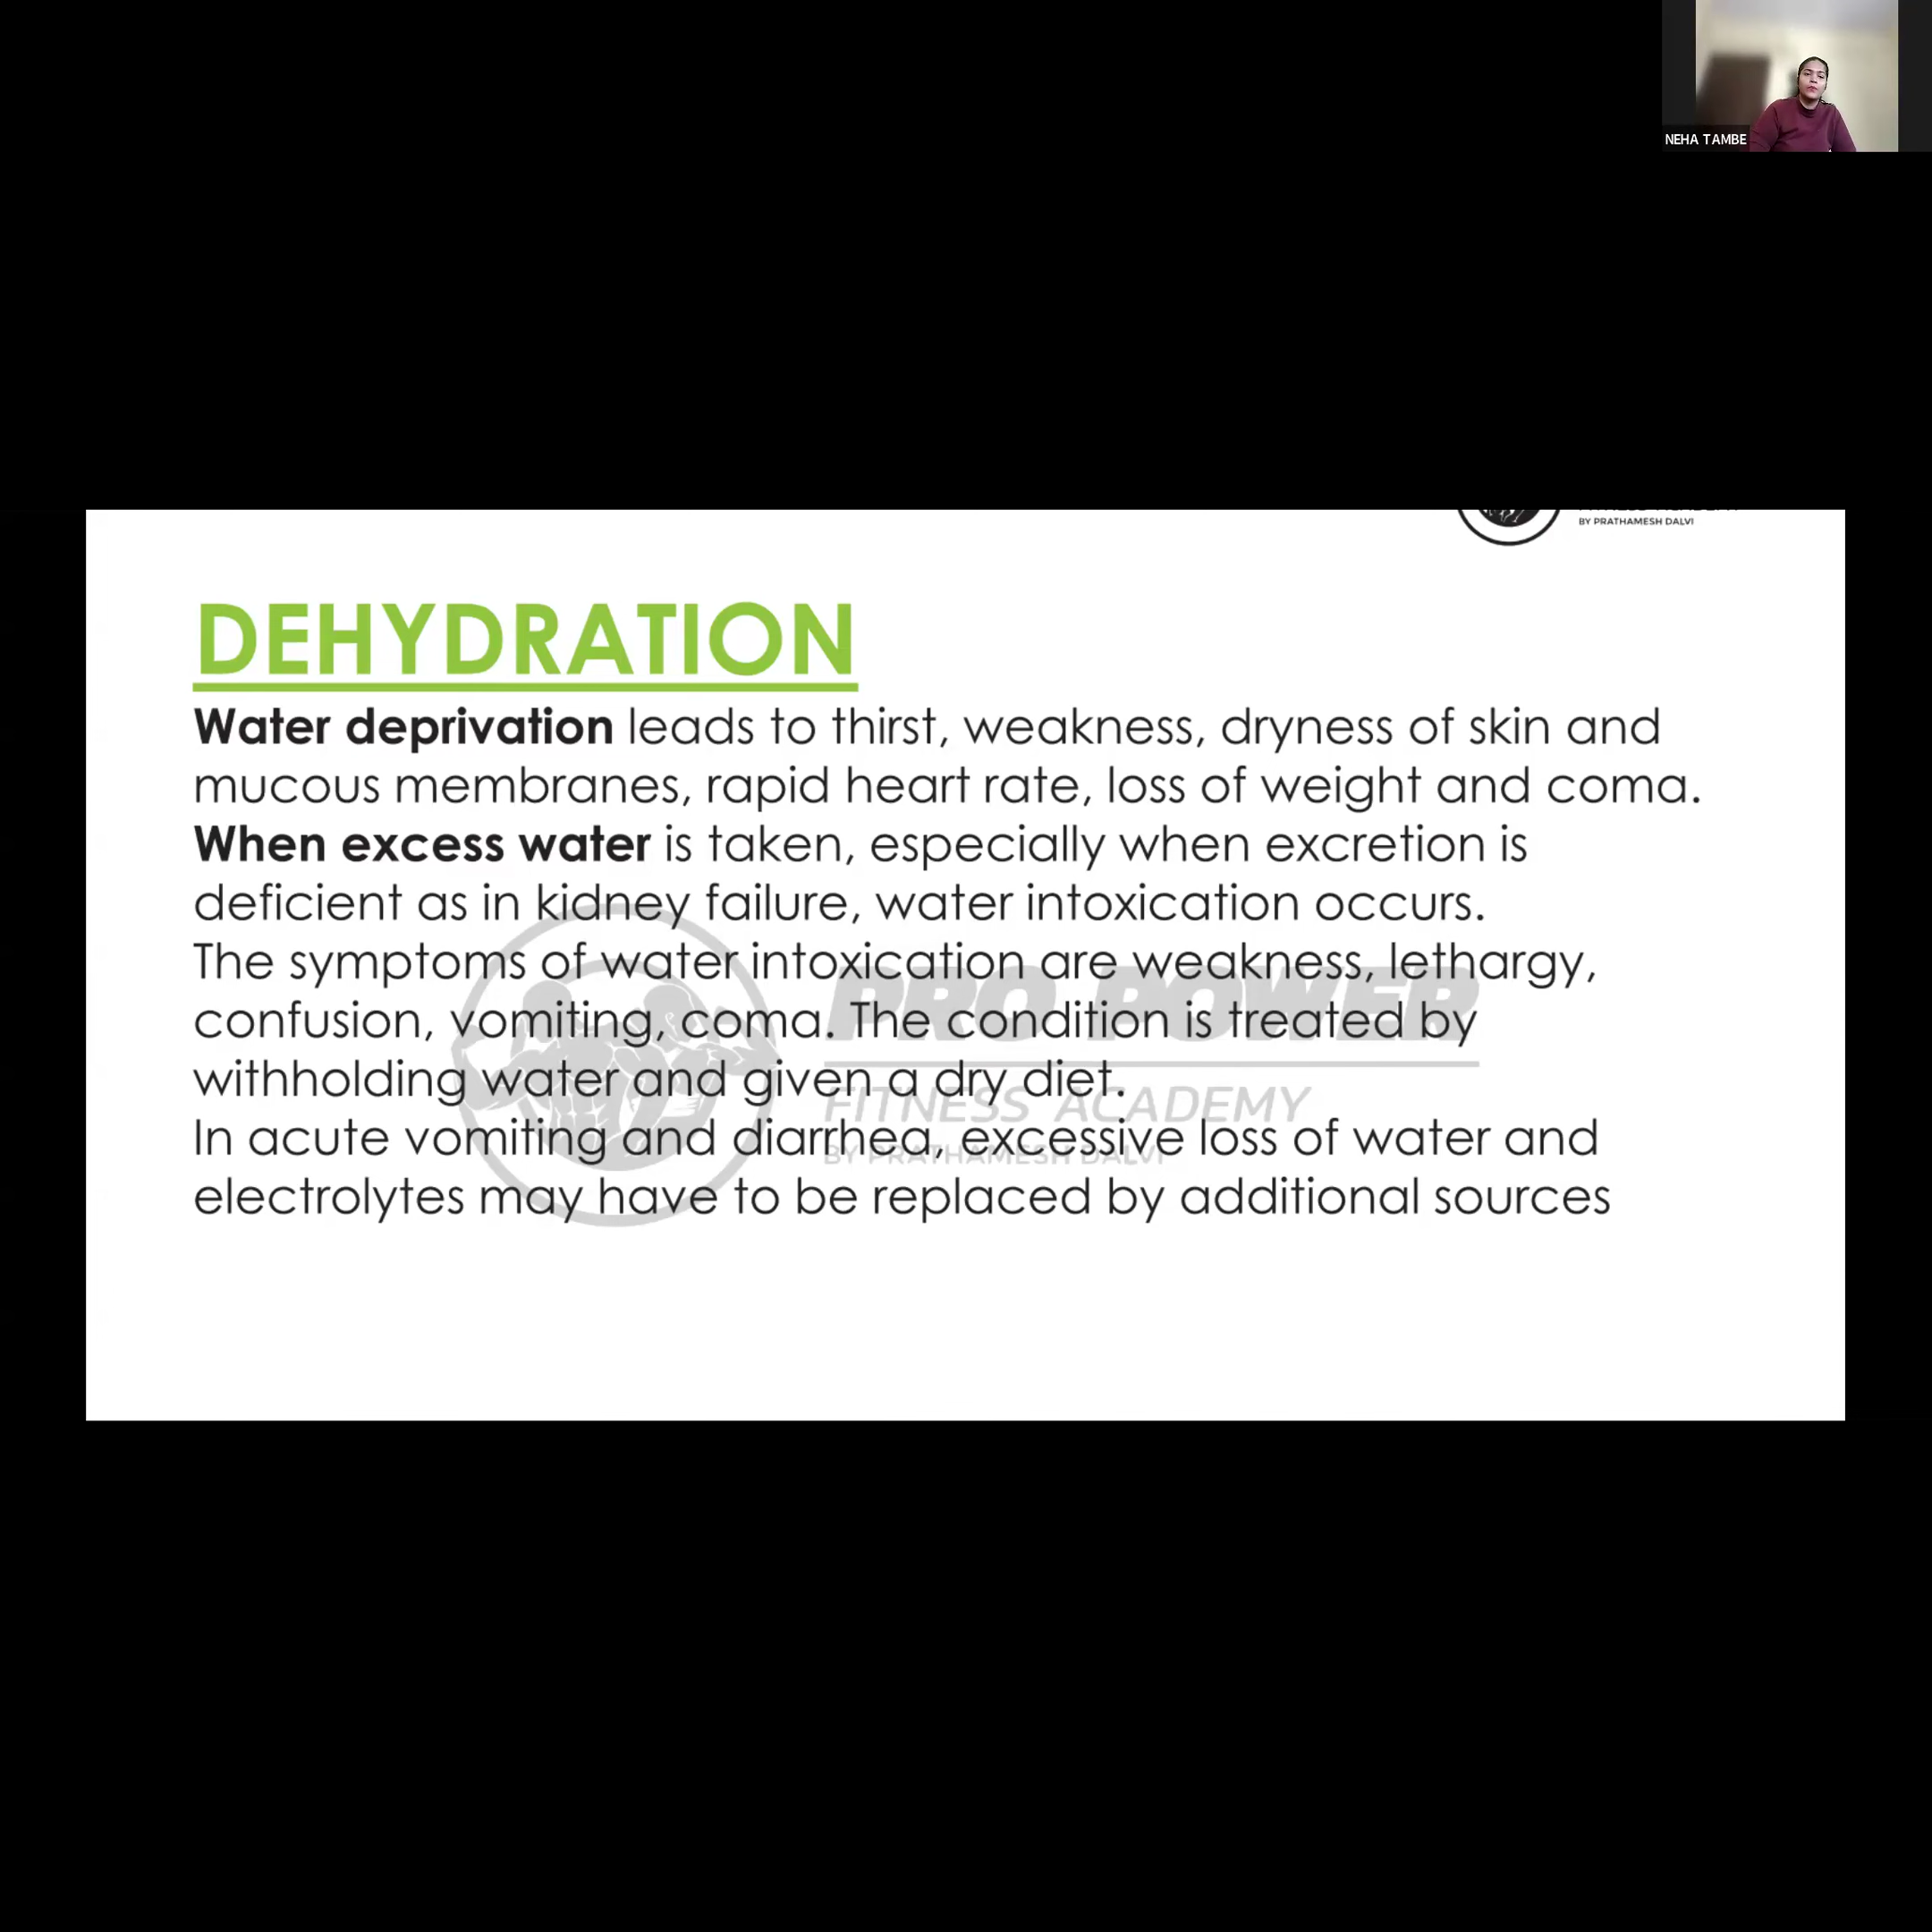 NEHA TAMBE
BY PRATHAMESH DALVI
DEHYDRATION
Water deprivation leads to thirst, weakness, dryness of skin and
mucous membranes, rapid heart rate, loss of weight and coma.
When excess water is taken, especially when excretion is
deficient as in kidney failure, water intoxication occurs.
The symptoms of water intoxication are weakness, lethargy,
confusion, vomiting, coma. The condition is treated by
withholding water and given a dry diet.
In acute vomiting and diarrhea, excessive loss of water and
electrolytes may have to be replaced by additional sources
PRO POWER
FITNESS ACADEMY
BY PRATHAMESH DALVI